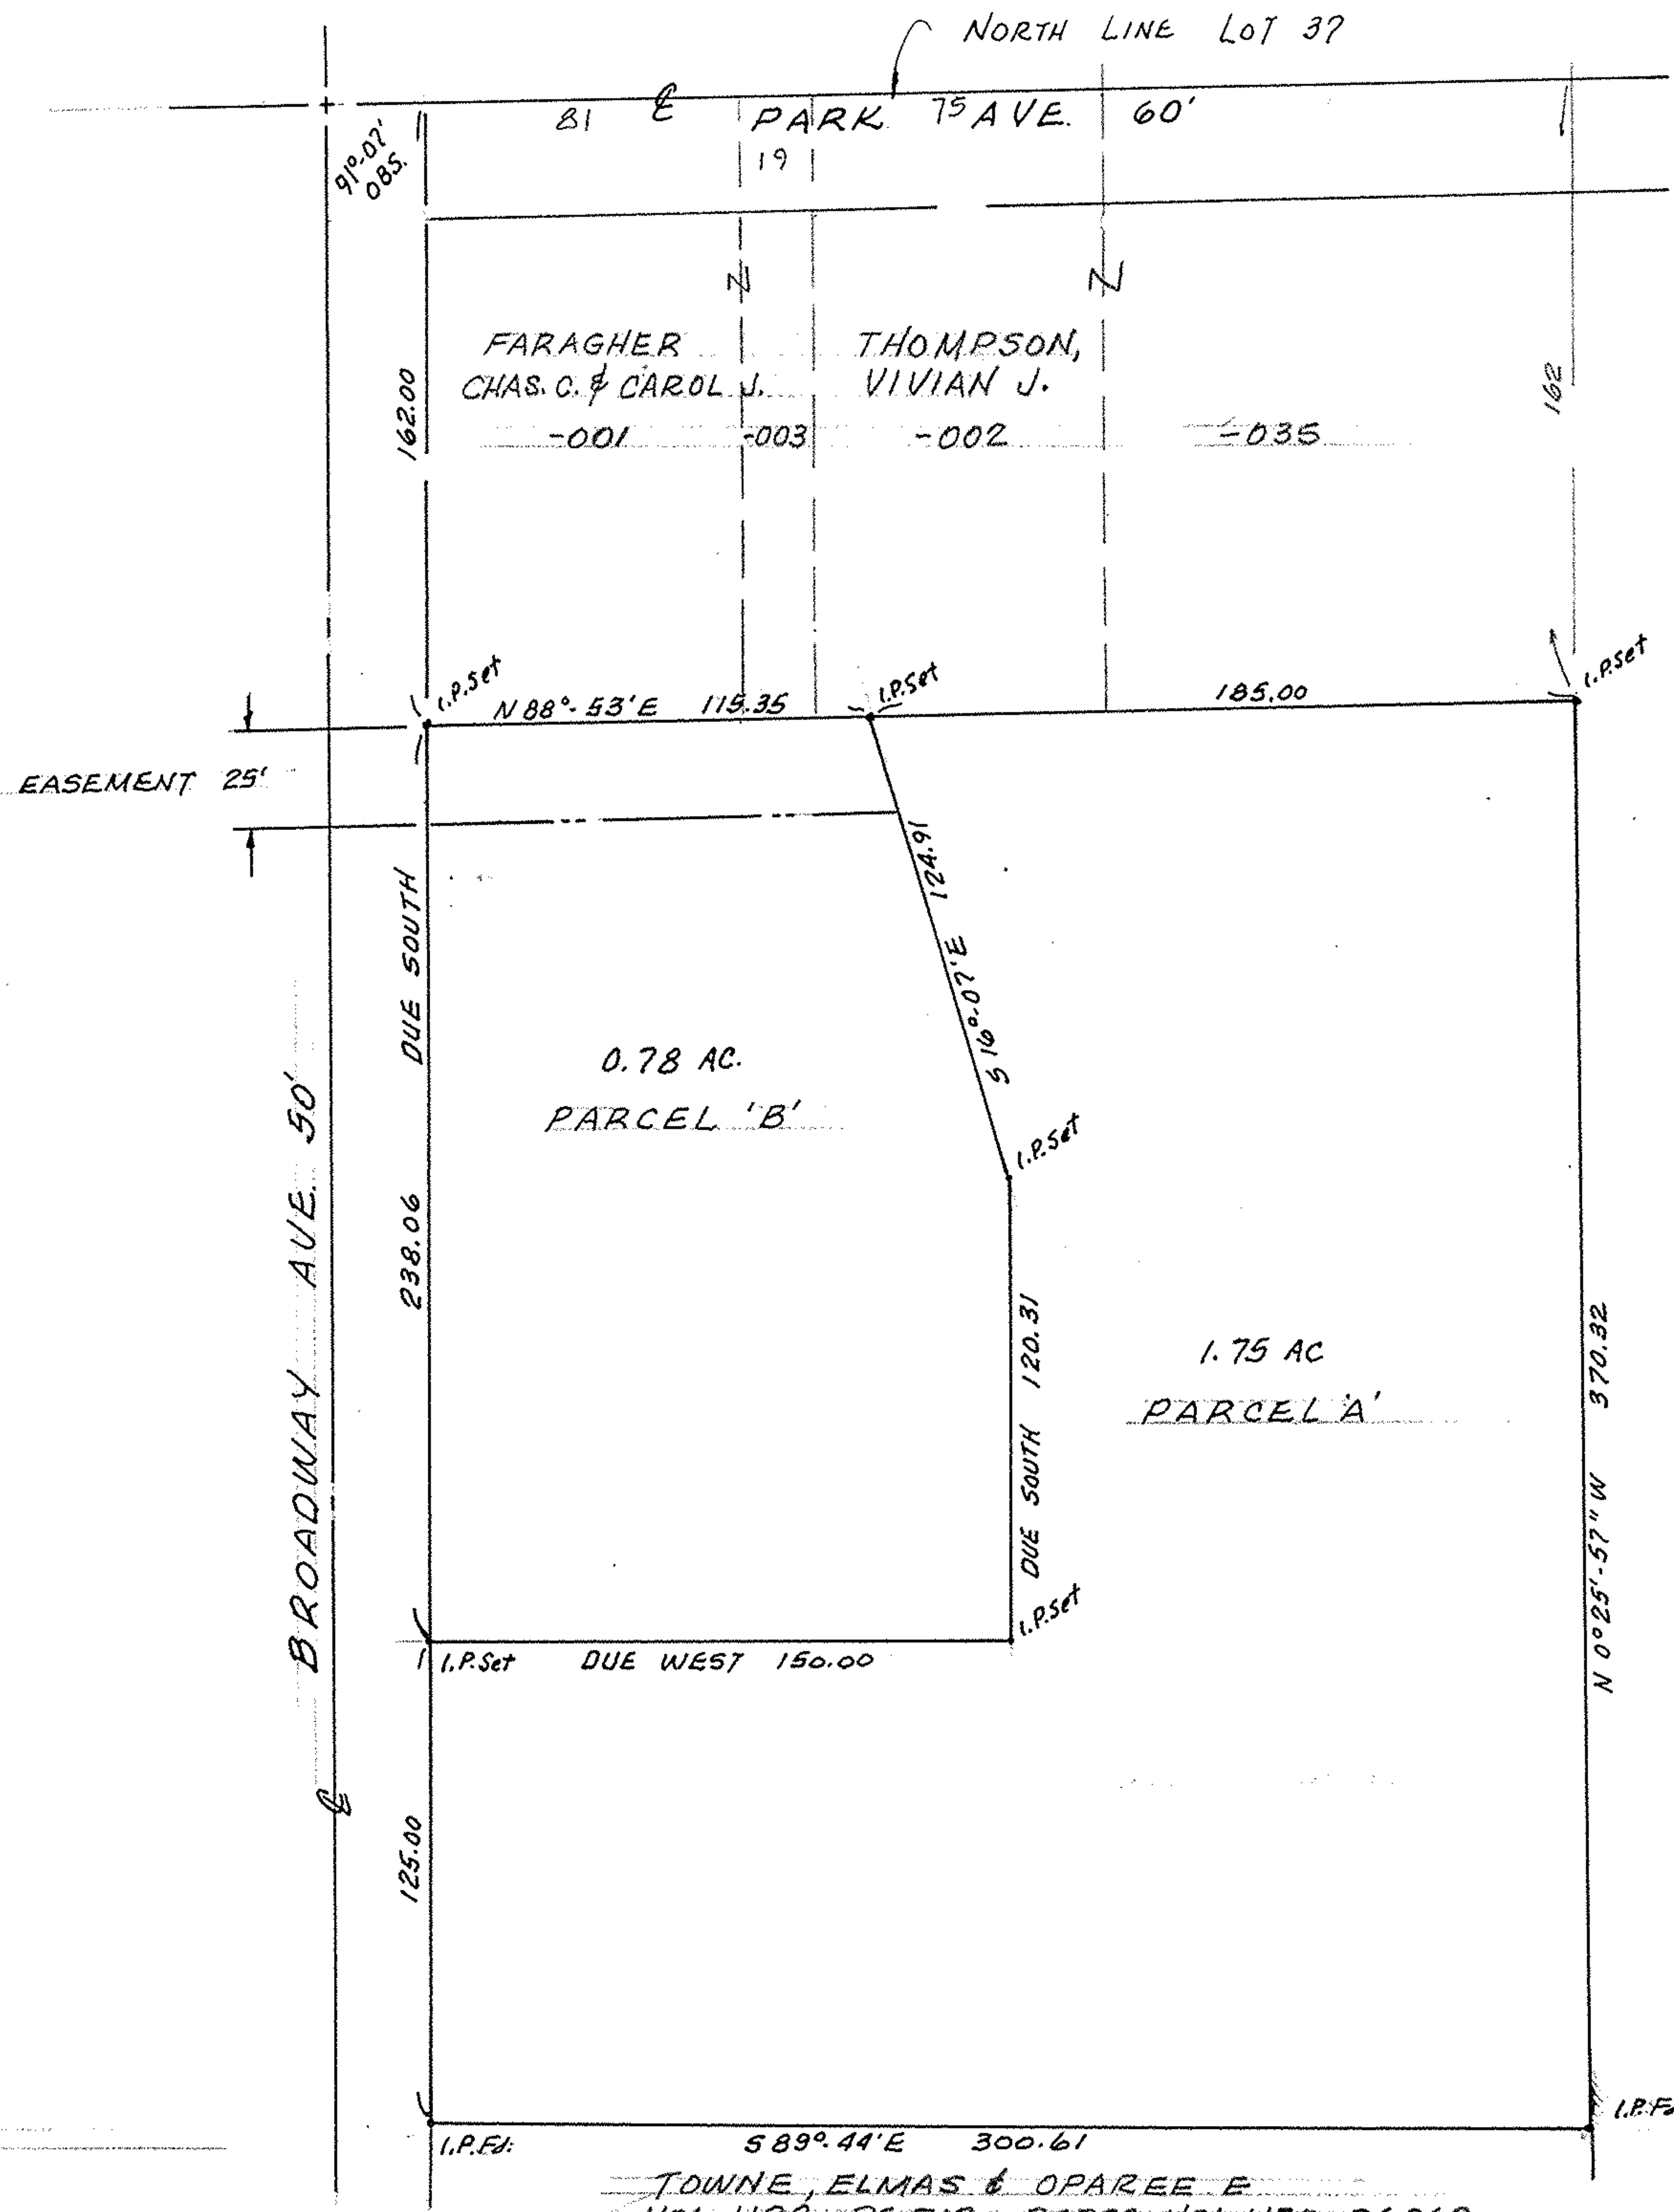 NORTH LINE LOT 37
81 ℄ PARK 75 AVE. 60'
19
91°-07'
OBS.
FARAGHER
CHAS. C. & CAROL J.
-001
-003
THOMPSON,
VIVIAN J.
-002
-035
162.00
162
I.P.Set
N 88°-53'E 115.35
I.P.Set
185.00
I.P.Set
EASEMENT 25'
DUE SOUTH
238.06
124.91
S 16°-07'E
0.78 AC.
PARCEL 'B'
I.P.Set
BROADWAY AVE. 50'
℄
DUE SOUTH 120.31
1.75 AC
PARCEL 'A'
N 0°25'-57"W 370.32
I.P.Set
I.P.Set
DUE WEST 150.00
125.00
I.P.Fd.
S 89°-44'E 300.61
I.P.Fd
TOWNE, ELMAS & OPAREE E